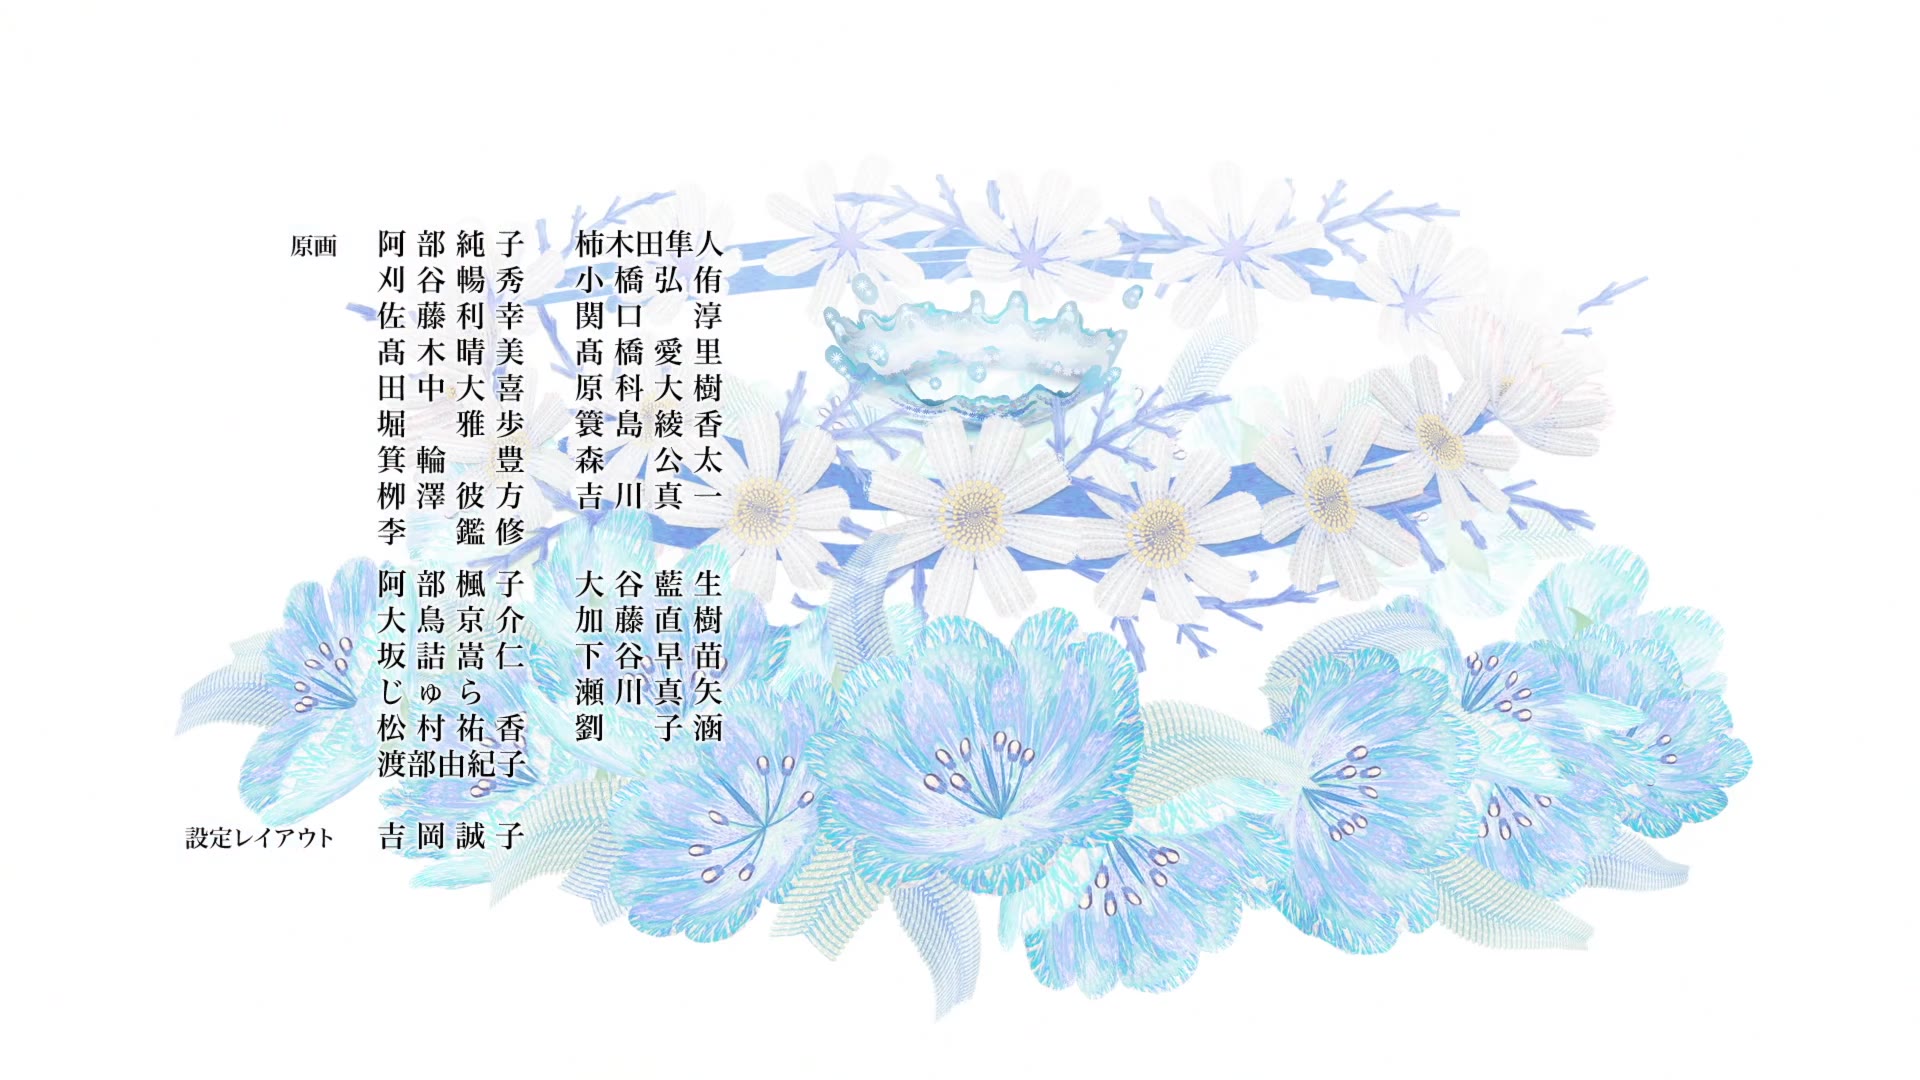 原画 阿部純子 柿木田隼人
刈谷暢秀 小橋弘侑
佐藤利幸 関口淳
髙木晴美 髙橋愛里
田中大喜 原科大樹
堀雅歩 簑島綾香
箕輪豊 森公太
栁澤彼方 吉川真一
李鑑修
阿部楓子 大谷藍生
大鳥京介 加藤直樹
坂詰嵩仁 下谷早苗
じゅら 瀬川真矢
松村祐香 劉子涵
渡部由紀子
設定レイアウト 吉岡誠子